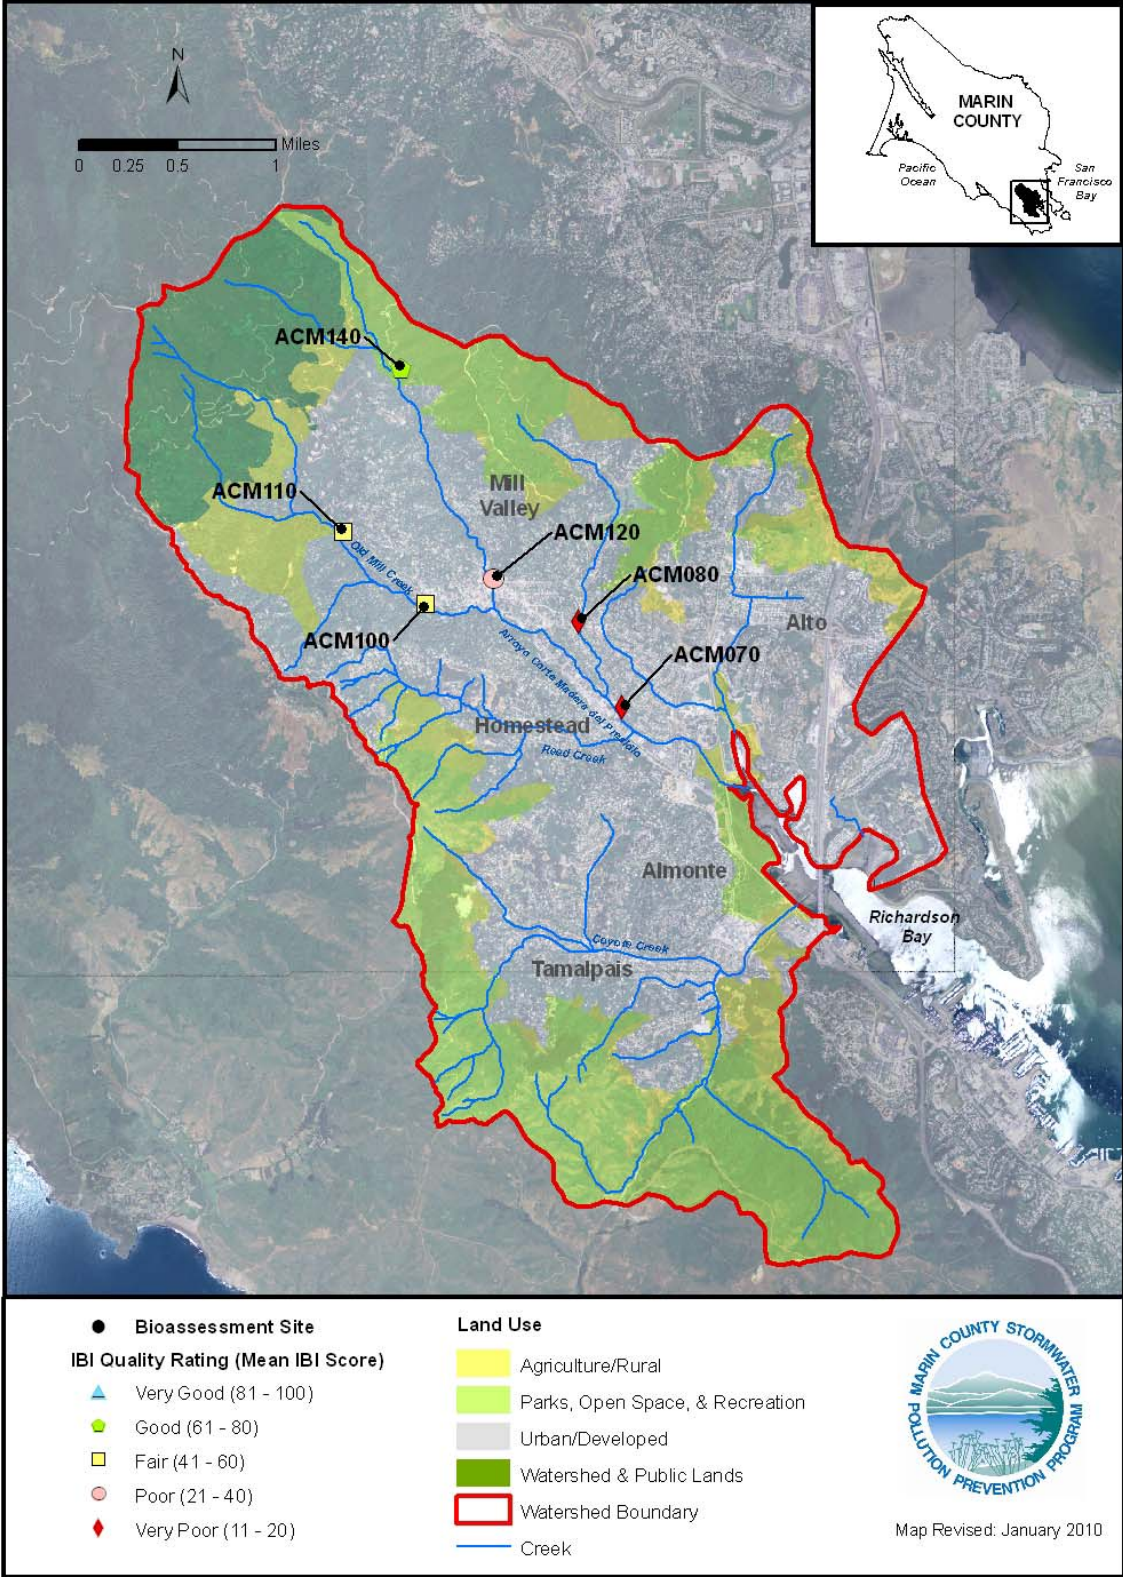 N
Miles
0 0.25 0.5 1
MARIN
COUNTY
Pacific
Ocean
San
Francisco
Bay
ACM140
ACM110
Mill
Valley
ACM120
Old Mill Creek
ACM080
ACM100
Alto
ACM070
Arroyo Corte Madera del Presidio
Homestead
Reed Creek
Almonte
Richardson
Bay
Coyote Creek
Tamalpais
Bioassessment Site
IBI Quality Rating (Mean IBI Score)
Very Good (81 - 100)
Good (61 - 80)
Fair (41 - 60)
Poor (21 - 40)
Very Poor (11 - 20)
Land Use
Agriculture/Rural
Parks, Open Space, & Recreation
Urban/Developed
Watershed & Public Lands
Watershed Boundary
Creek
MARIN COUNTY STORMWATER
POLLUTION PREVENTION PROGRAM
Map Revised: January 2010